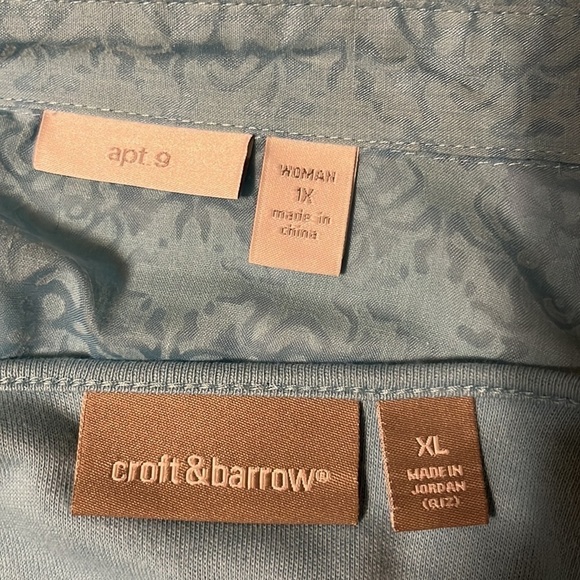 apt. 9
WOMAN
1X
made in
china
croft&barrow®
XL
MADE IN
JORDAN
(QIZ)